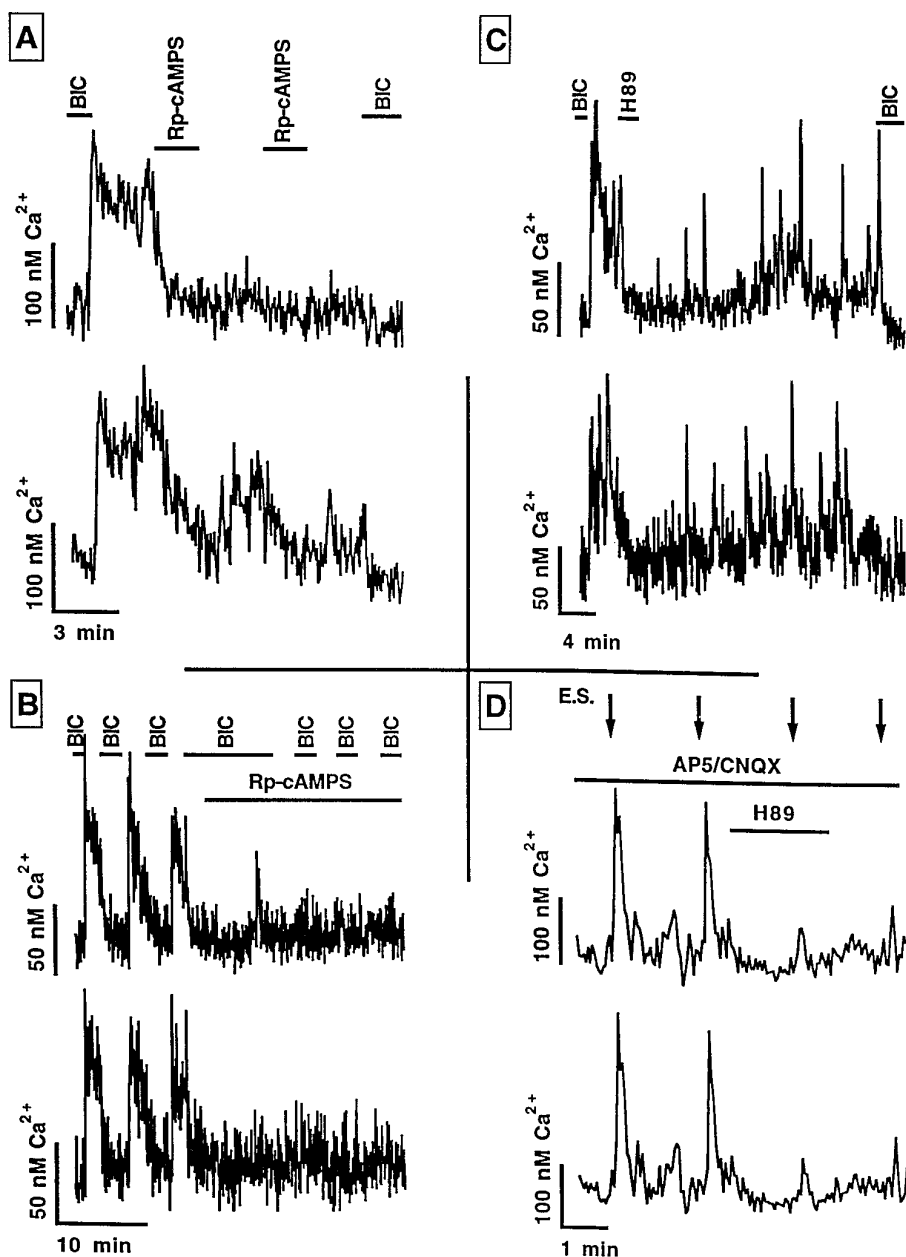 A
BIC
Rp-cAMPS
Rp-cAMPS
BIC
100 nM Ca2+
100 nM Ca2+
3 min
B
BIC
BIC
BIC
BIC
BIC
BIC
BIC
Rp-cAMPS
50 nM Ca2+
50 nM Ca2+
10 min
C
BIC
H89
BIC
50 nM Ca2+
50 nM Ca2+
4 min
D
E.S.
AP5/CNQX
H89
100 nM Ca2+
100 nM Ca2+
1 min